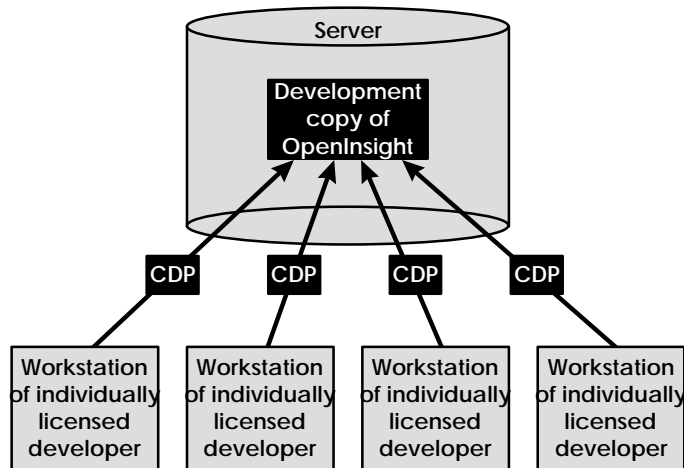 Server
Development
copy of
OpenInsight
CDP
CDP
CDP
CDP
Workstation
of individually
licensed
developer
Workstation
of individually
licensed
developer
Workstation
of individually
licensed
developer
Workstation
of individually
licensed
developer